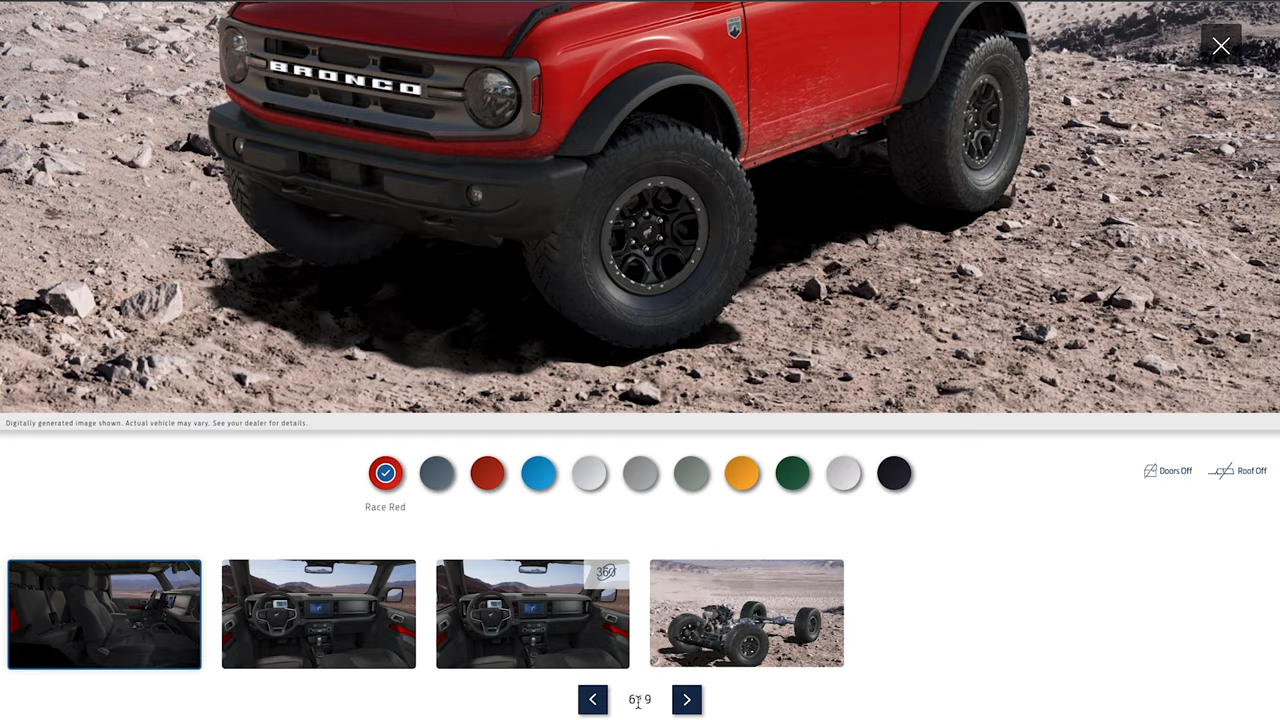 BRONCO
Digitally generated image shown. Actual vehicle may vary. See your dealer for details.
Doors Off
Roof Off
Race Red
360
6 9